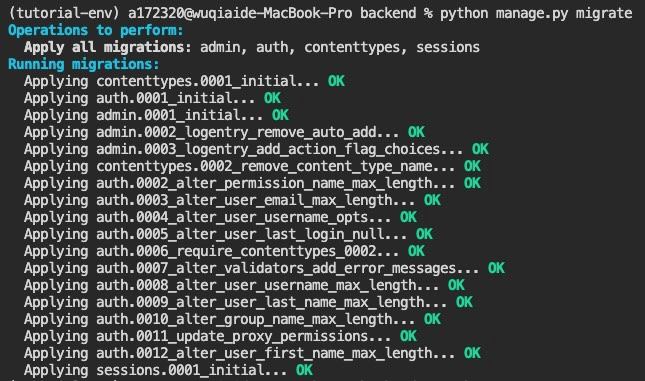 (tutorial-env) a172320@wuqiaide-MacBook-Pro backend % python manage.py migrate
Operations to perform:
  Apply all migrations: admin, auth, contenttypes, sessions
Running migrations:
  Applying contenttypes.0001_initial... OK
  Applying auth.0001_initial... OK
  Applying admin.0001_initial... OK
  Applying admin.0002_logentry_remove_auto_add... OK
  Applying admin.0003_logentry_add_action_flag_choices... OK
  Applying contenttypes.0002_remove_content_type_name... OK
  Applying auth.0002_alter_permission_name_max_length... OK
  Applying auth.0003_alter_user_email_max_length... OK
  Applying auth.0004_alter_user_username_opts... OK
  Applying auth.0005_alter_user_last_login_null... OK
  Applying auth.0006_require_contenttypes_0002... OK
  Applying auth.0007_alter_validators_add_error_messages... OK
  Applying auth.0008_alter_user_username_max_length... OK
  Applying auth.0009_alter_user_last_name_max_length... OK
  Applying auth.0010_alter_group_name_max_length... OK
  Applying auth.0011_update_proxy_permissions... OK
  Applying auth.0012_alter_user_first_name_max_length... OK
  Applying sessions.0001_initial... OK